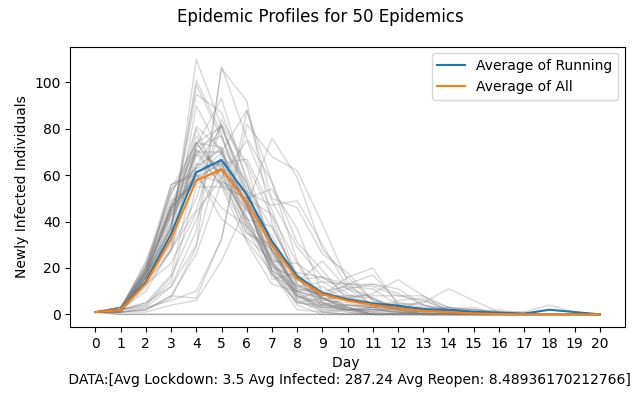 Epidemic Profiles for 50 Epidemics
Average of Running
Average of All
Newly Infected Individuals
100
80
60
40
20
0
0 1 2 3 4 5 6 7 8 9 10 11 12 13 14 15 16 17 18 19 20
Day
DATA:[Avg Lockdown: 3.5 Avg Infected: 287.24 Avg Reopen: 8.48936170212766]